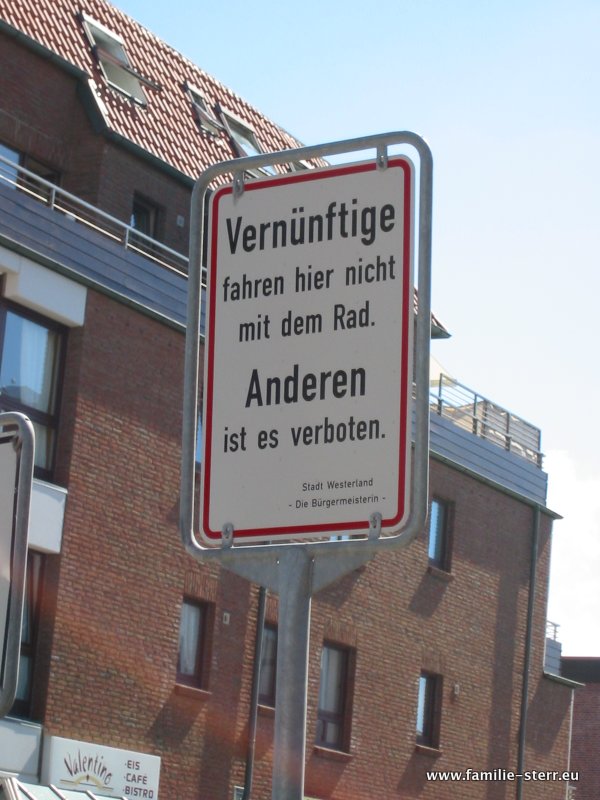 Vernünftige
fahren hier nicht
mit dem Rad.
Anderen
ist es verboten.
Stadt Westerland
- Die Bürgermeisterin -
Valentino
·EIS
·CAFÉ
·BISTRO
www.familie-sterr.eu